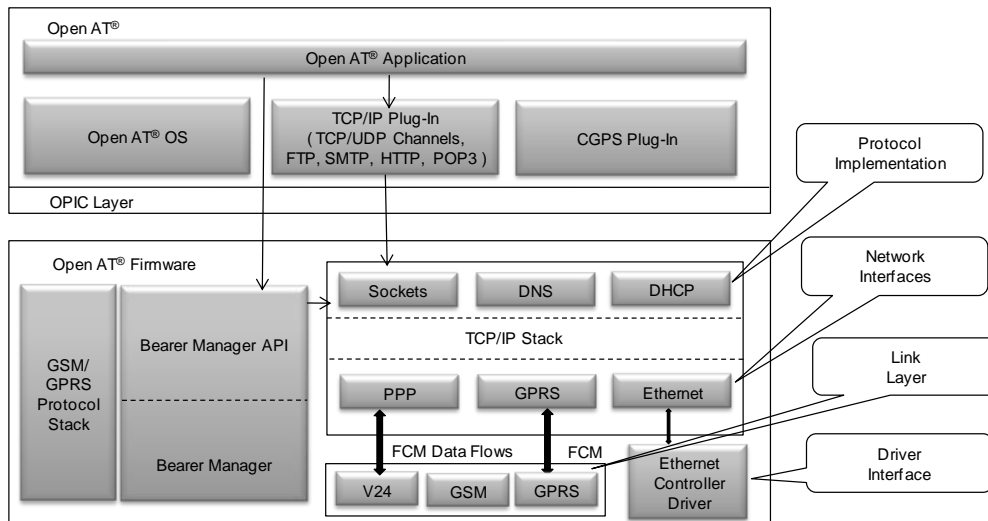 Open AT®
Open AT® Application
Open AT® OS
TCP/IP Plug-In
( TCP/UDP Channels,
FTP, SMTP, HTTP, POP3 )
CGPS Plug-In
OPIC Layer
Protocol
Implementation
Open AT® Firmware
Network
Interfaces
Sockets
DNS
DHCP
TCP/IP Stack
GSM/
GPRS
Protocol
Stack
Bearer Manager API
Bearer Manager
PPP
GPRS
Ethernet
Link
Layer
FCM Data Flows
FCM
V24
GSM
GPRS
Ethernet
Controller
Driver
Driver
Interface